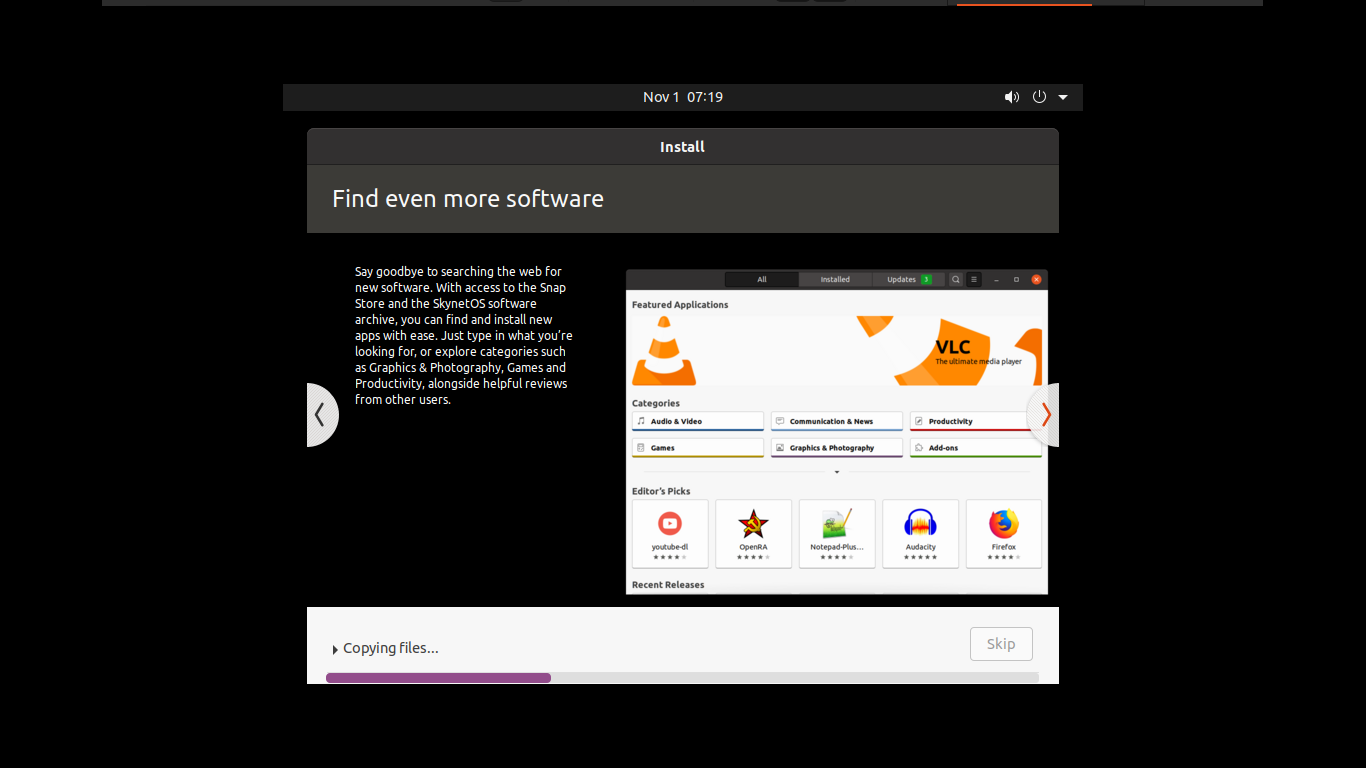 Nov 1 07:19
Install
Find even more software
Say goodbye to searching the web for
new software. With access to the Snap
Store and the SkynetOS software
archive, you can find and install new
apps with ease. Just type in what you’re
looking for, or explore categories such
as Graphics & Photography, Games and
Productivity, alongside helpful reviews
from other users.
All Installed Updates 3
Featured Applications
VLC
The ultimate media player
Categories
Audio & Video Communication & News Productivity
Games Graphics & Photography Add-ons
Editor’s Picks
youtube-dl OpenRA Notepad-Plus... Audacity Firefox
Recent Releases
Copying files...
Skip